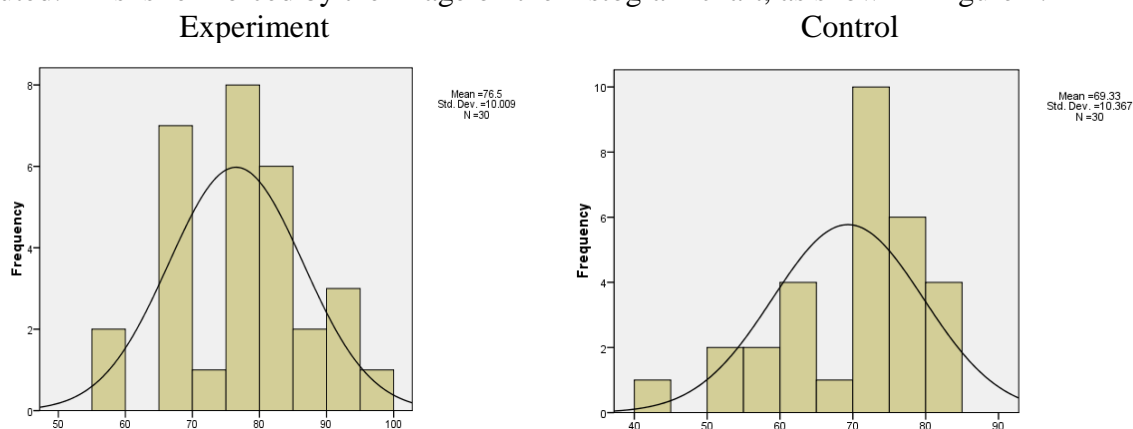 Experiment
Control
Mean =76.5
Std. Dev. =10.009
N =30
8
6
4
2
0
Frequency
50 60 70 80 90 100
Mean =69.33
Std. Dev. =10.367
N =30
10
8
6
4
2
0
Frequency
40 50 60 70 80 90